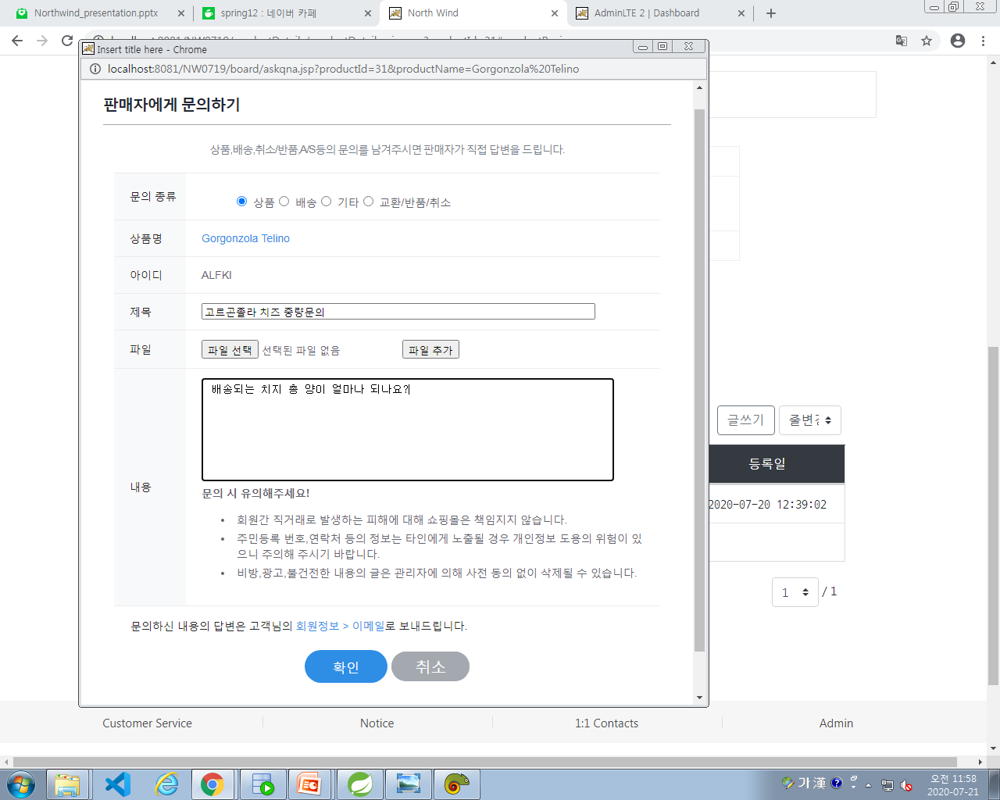 Northwind_presentation.pptx
spring12 : 네이버 카페
North Wind
AdminLTE 2 | Dashboard
Insert title here - Chrome
localhost:8081/NW0719/board/askqna.jsp?productId=31&productName=Gorgonzola%20Telino
판매자에게 문의하기
상품,배송,취소/반품,A/S등의 문의를 남겨주시면 판매자가 직접 답변을 드립니다.
문의 종류
상품 배송 기타 교환/반품/취소
상품명
Gorgonzola Telino
아이디
ALFKI
제목
고르곤졸라 치즈 중량문의
파일
파일 선택 선택된 파일 없음 파일 추가
배송되는 치지 총 양이 얼마나 되나요?
내용
문의 시 유의해주세요!
• 회원간 직거래로 발생하는 피해에 대해 쇼핑몰은 책임지지 않습니다.
• 주민등록 번호,연락처 등의 정보는 타인에게 노출될 경우 개인정보 도용의 위험이 있
으니 주의해 주시기 바랍니다.
• 비방,광고,불건전한 내용의 글은 관리자에 의해 사전 동의 없이 삭제될 수 있습니다.
문의하신 내용의 답변은 고객님의 회원정보 > 이메일로 보내드립니다.
확인 취소
글쓰기 줄변경
등록일
2020-07-20 12:39:02
1 / 1
Customer Service
Notice
1:1 Contacts
Admin
가 漢
오전 11:58
2020-07-21